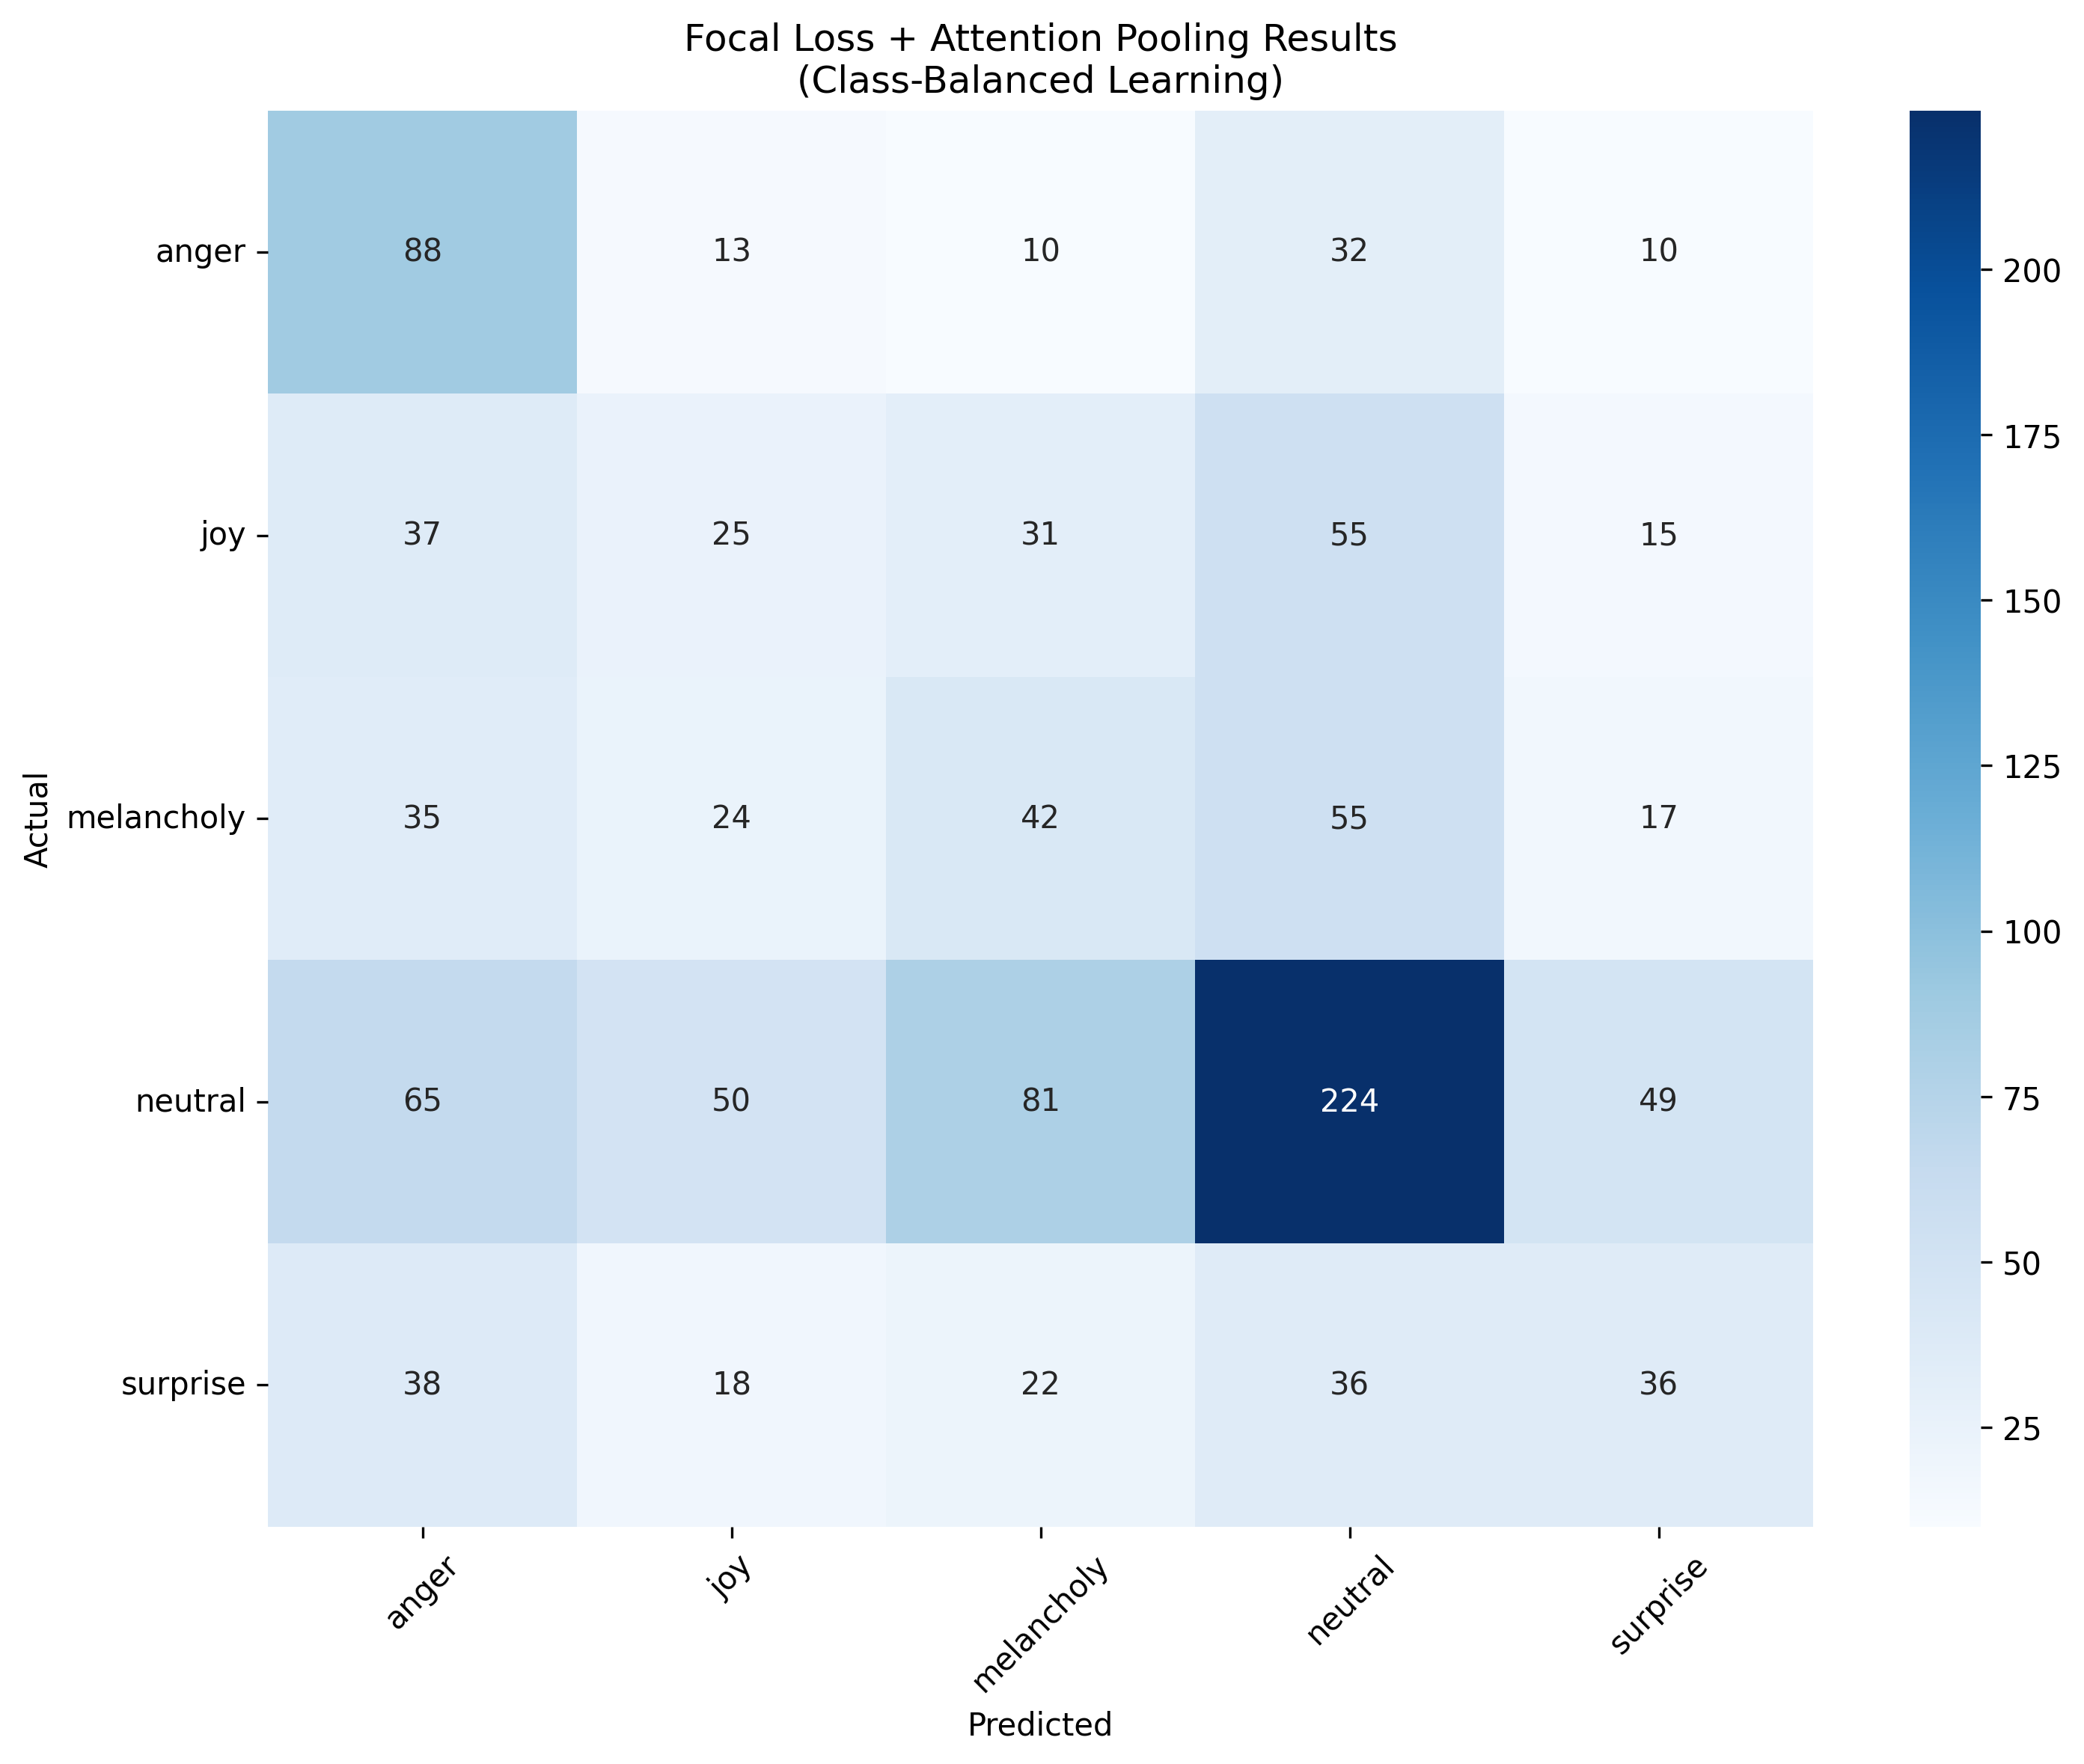 Focal Loss + Attention Pooling Results
(Class-Balanced Learning)
Actual
anger
88 13 10 32 10
joy
37 25 31 55 15
melancholy
35 24 42 55 17
neutral
65 50 81 224 49
surprise
38 18 22 36 36
anger
joy
melancholy
neutral
surprise
Predicted
200
175
150
125
100
75
50
25